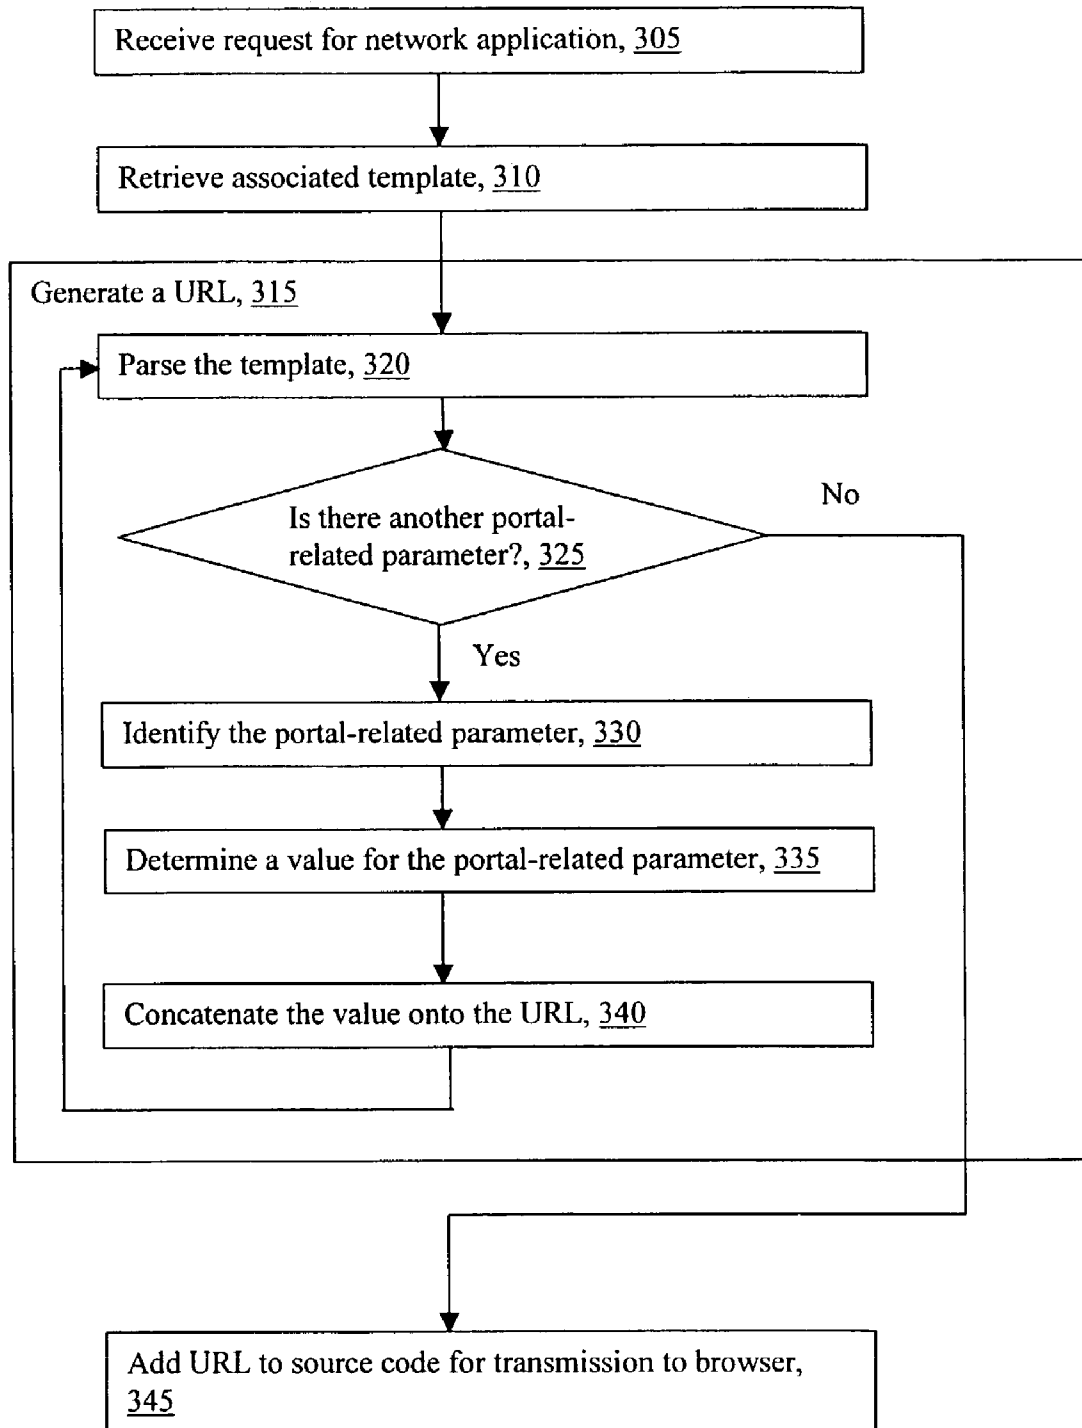 Receive request for network application, 305
Retrieve associated template, 310
Generate a URL, 315
Parse the template, 320
Is there another portal-
related parameter?, 325
No
Yes
Identify the portal-related parameter, 330
Determine a value for the portal-related parameter, 335
Concatenate the value onto the URL, 340
Add URL to source code for transmission to browser,
345